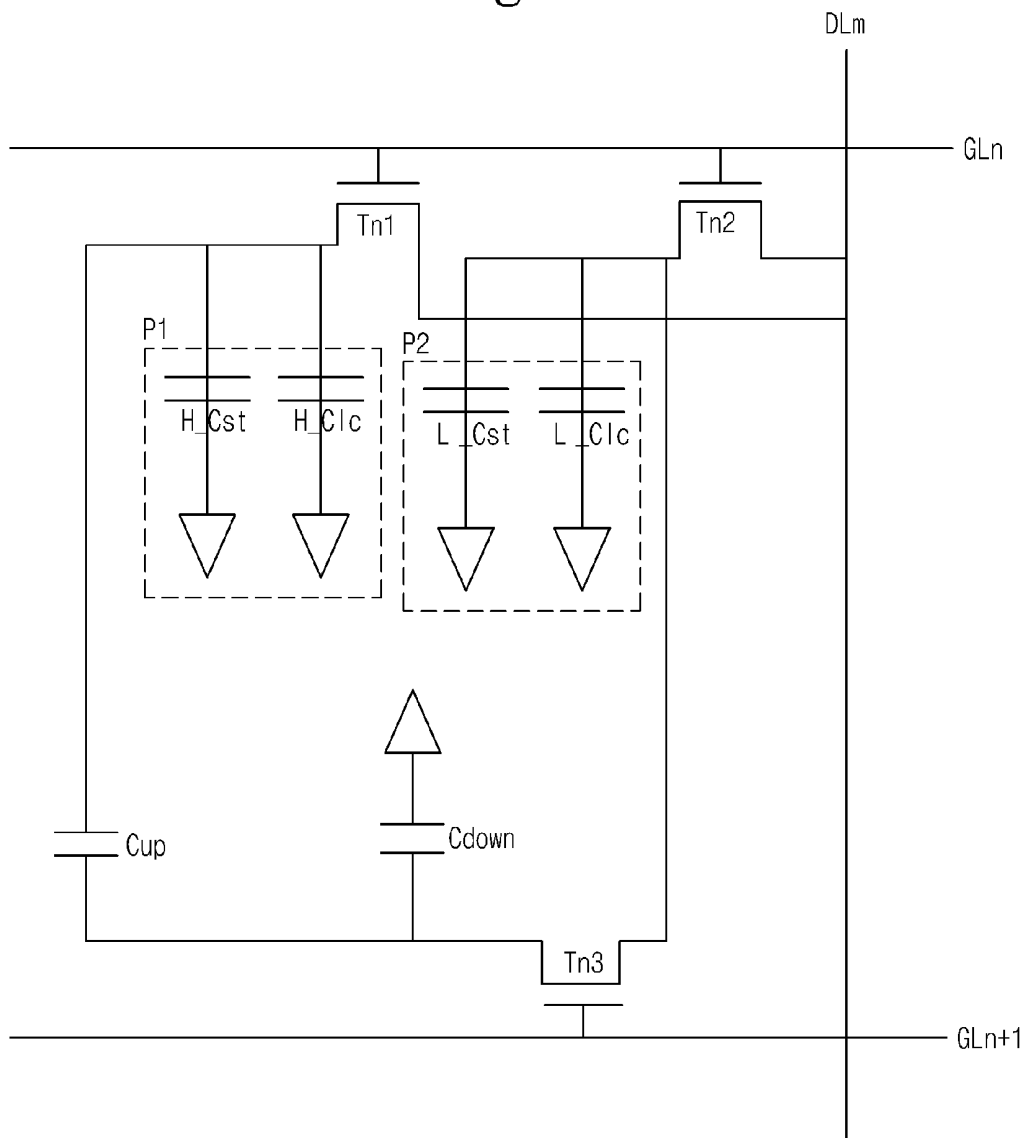 DLm
GLn
Tn1
Tn2
P1
P2
H_Cst
H_Clc
L_Cst
L_Clc
Cup
Cdown
Tn3
GLn+1